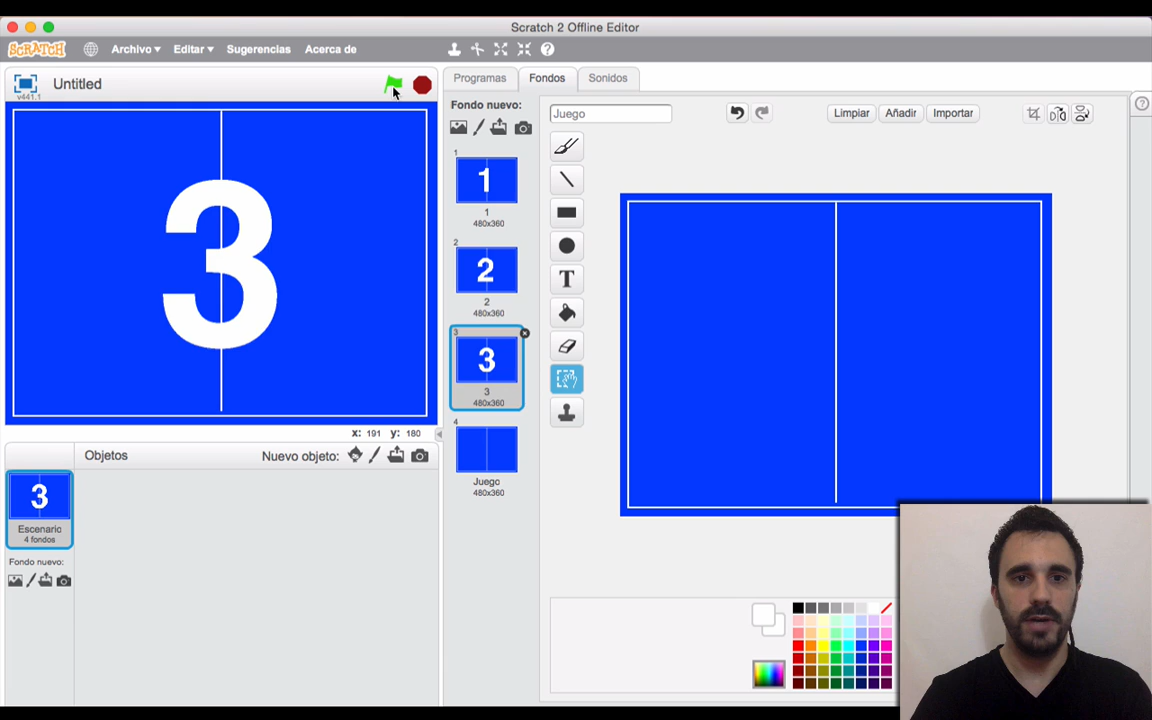 Scratch 2 Offline Editor
SCRATCH
Archivo
Editar
Sugerencias
Acerca de
v441.1
Untitled
3
x: 191 y: 180
Objetos
Nuevo objeto:
3
Escenario
4 fondos
Fondo nuevo:
Programas
Fondos
Sonidos
Fondo nuevo:
1
1
1
480x360
2
2
2
480x360
3
3
3
480x360
4
Juego
480x360
Juego
Limpiar
Añadir
Importar
T